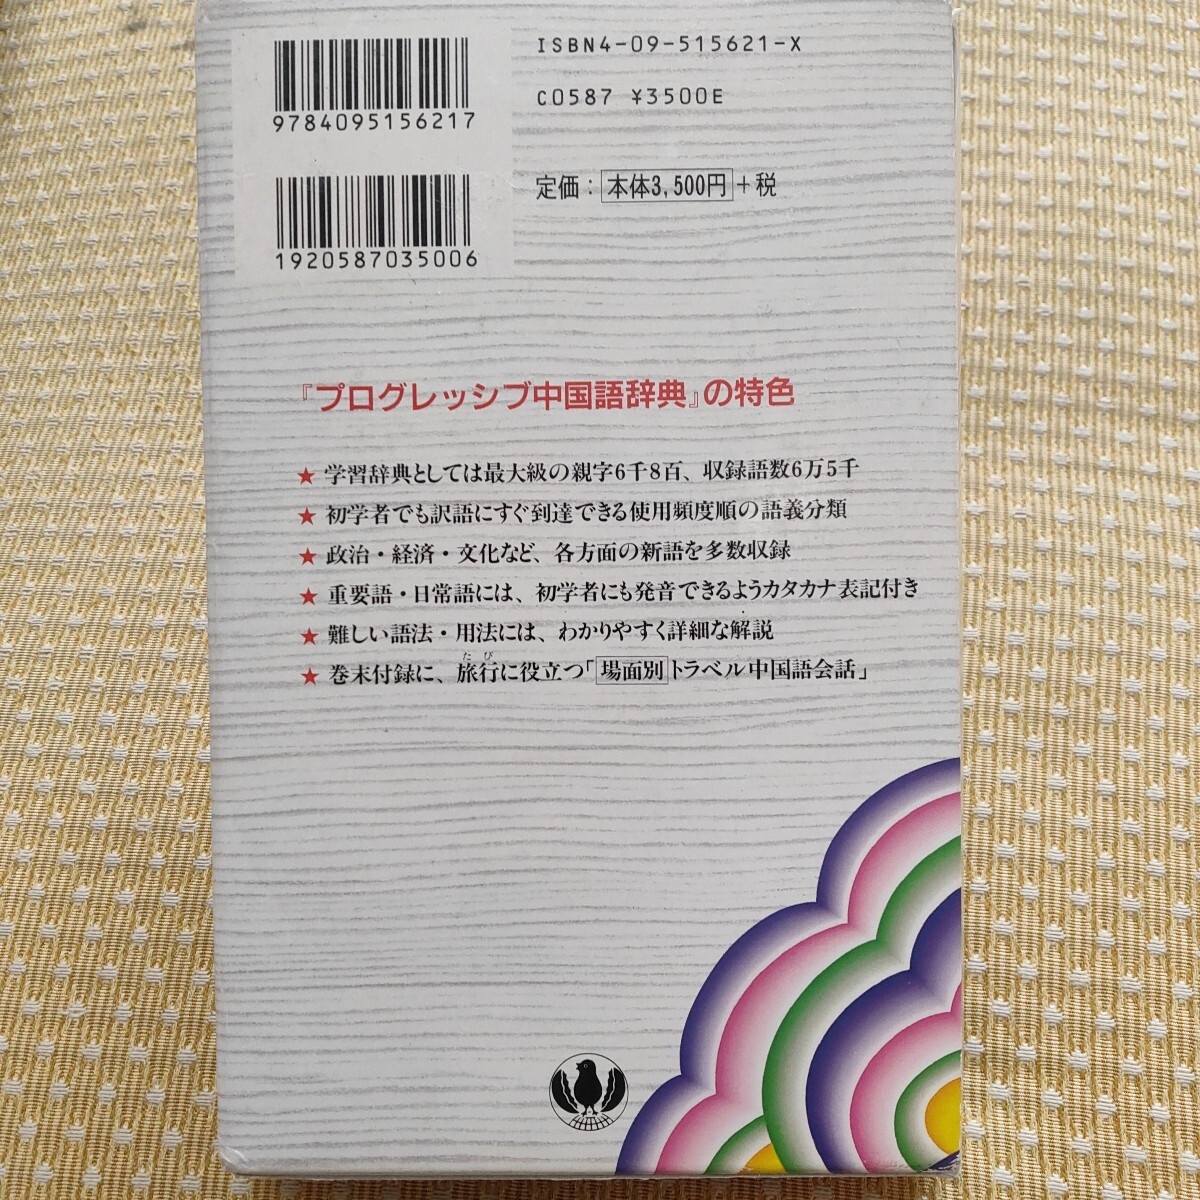 9784095156217
ISBN4-09-515621-X
C0587 ¥3500E
1920587035006
定価：本体3,500円＋税
『プログレッシブ中国語辞典』の特色
★ 学習辞典としては最大級の親字6千8百、収録語数6万5千
★ 初学者でも訳語にすぐ到達できる使用頻度順の語義分類
★ 政治・経済・文化など、各方面の新語を多数収録
★ 重要語・日常語には、初学者にも発音できるようカタカナ表記付き
★ 難しい語法・用法には、わかりやすく詳細な解説
たび
★ 巻末付録に、旅行に役立つ「場面別トラベル中国語会話」